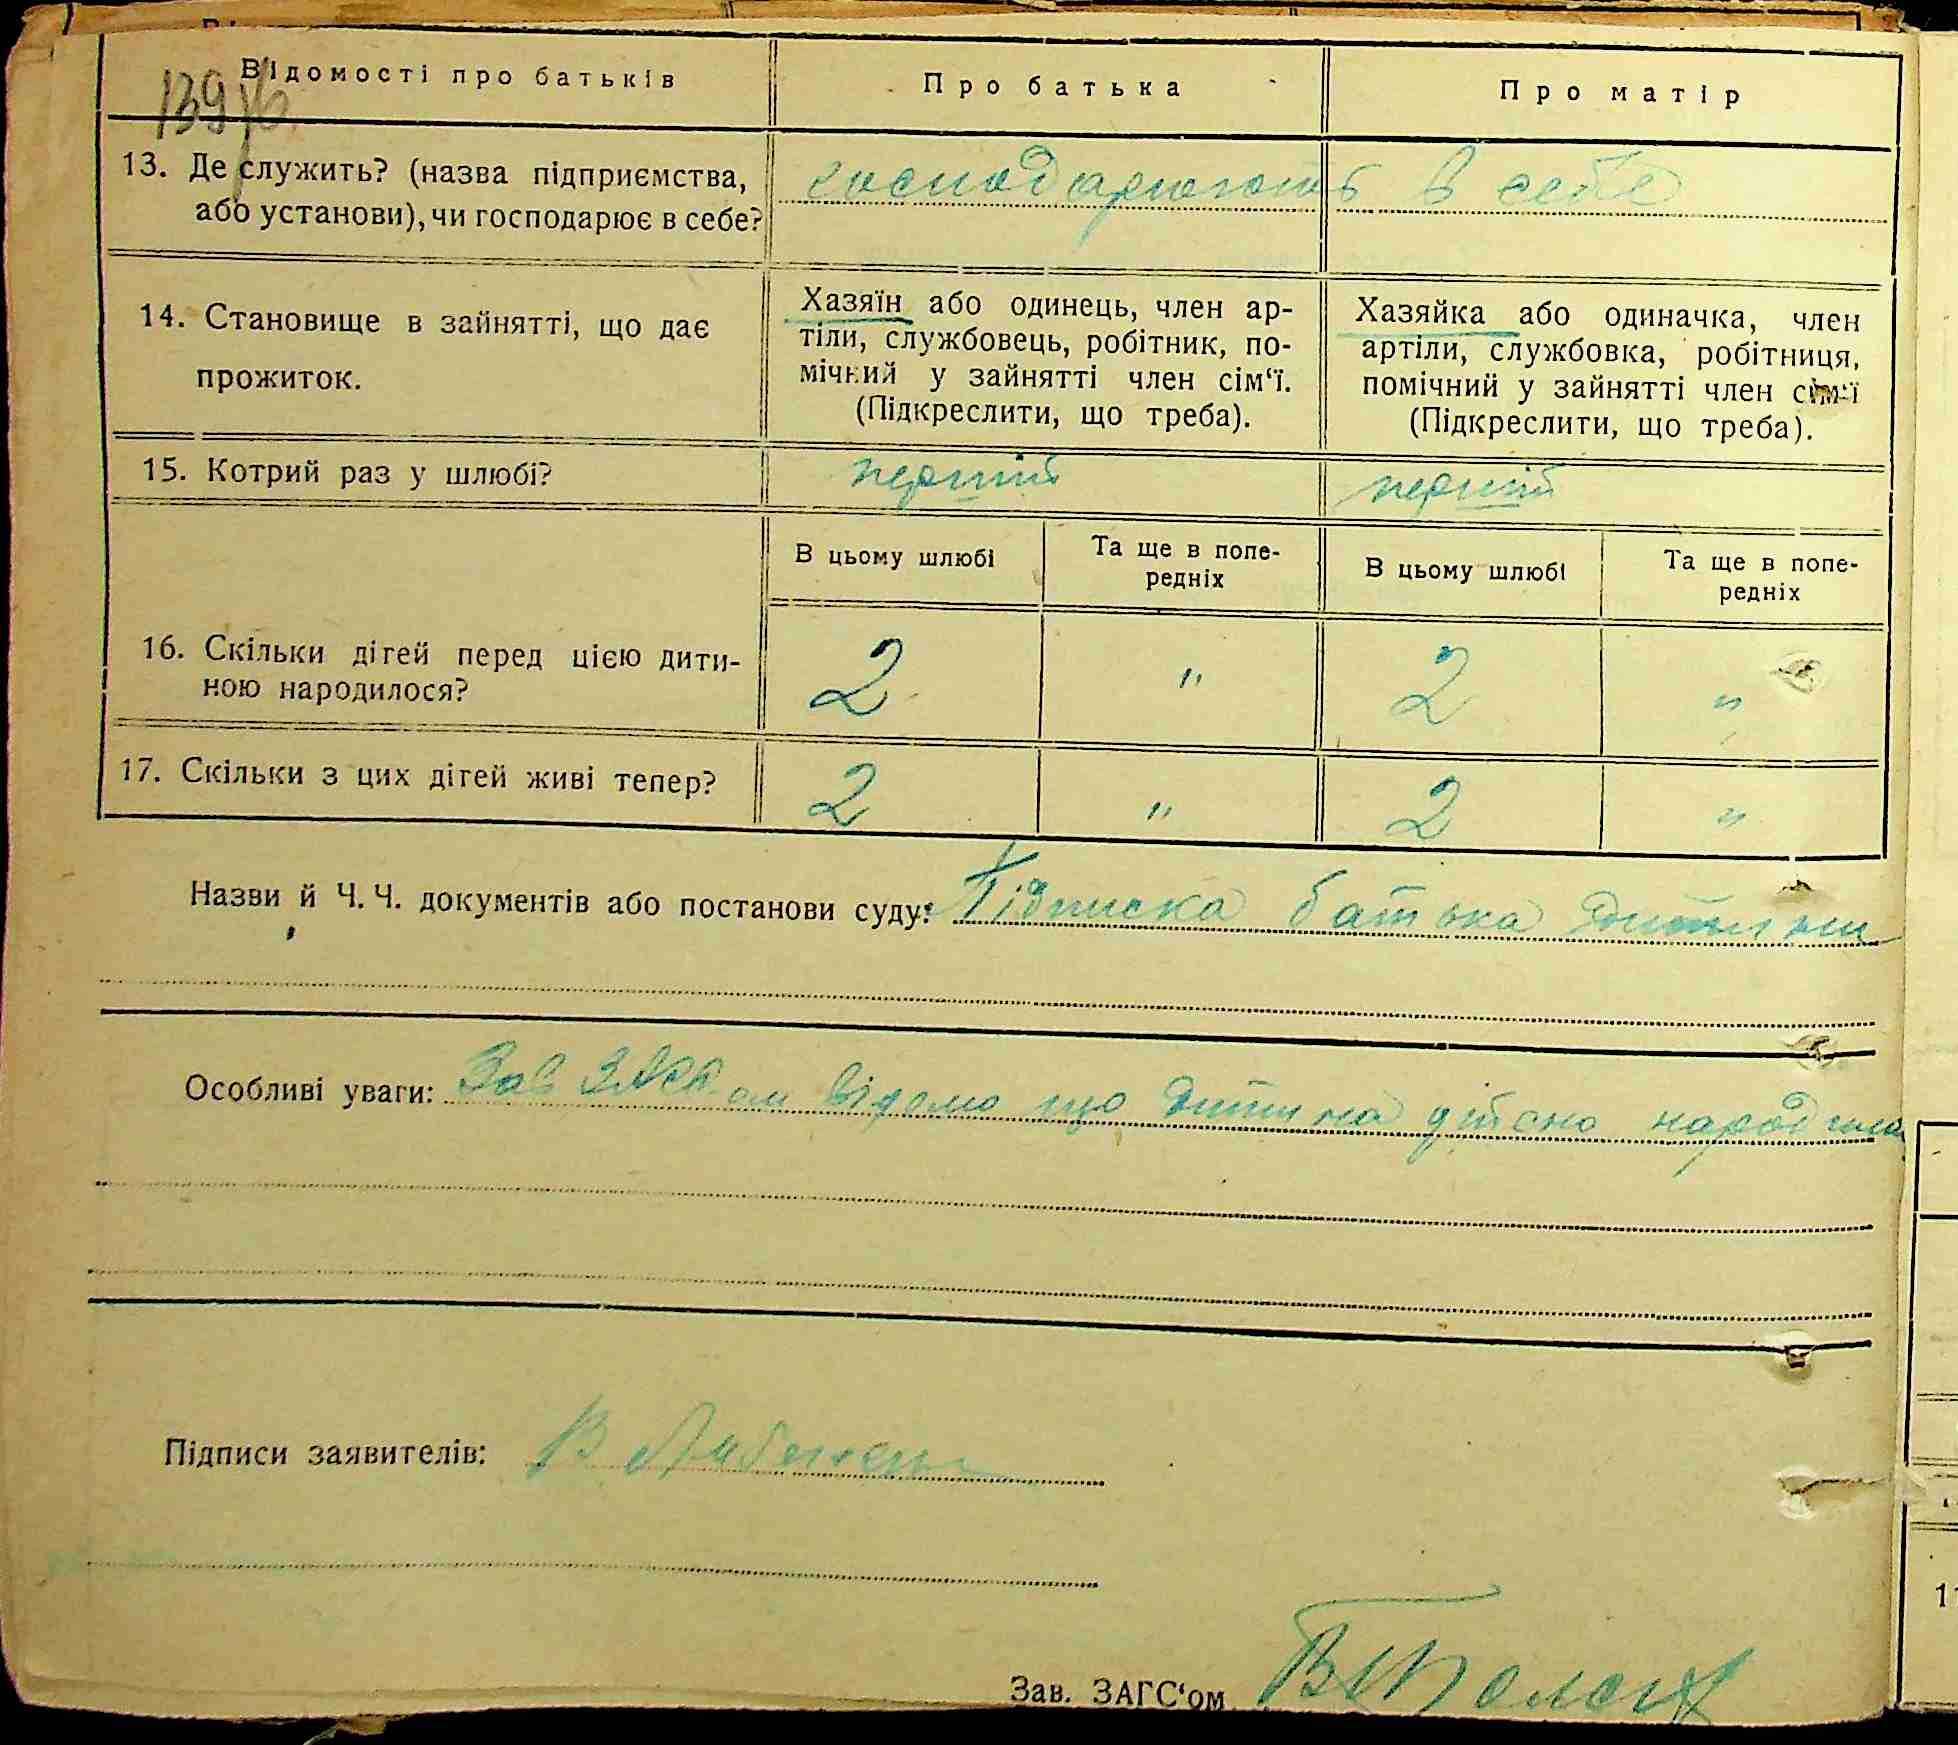 Відомості про батьків
Про батька
Про матір
13. Де служить? (назва підприємства,
або установи), чи господарює в себе?
господарюють в себе
14. Становище в зайнятті, що дає
прожиток.
Хазяїн або одинець, член ар-
тіли, службовець, робітник, по-
мічний у зайнятті член сім‘ї.
(Підкреслити, що треба).
Хазяйка або одиначка, член
артіли, службовка, робітниця,
помічний у зайнятті член сім‘ї
(Підкреслити, що треба).
15. Котрий раз у шлюбі?
перший
перший
В цьому шлюбі
Та ще в попе-
редніх
В цьому шлюбі
Та ще в попе-
редніх
16. Скільки дітей перед цією дити-
ною народилося?
2 " 2 "
17. Скільки з цих дітей живі тепер?
2 " 2 "
Назви й Ч. Ч. документів або постанови суду: Підписка батька дитини
Особливі уваги: Зав ЗАГС ом відомо що дитина дійсно народилась
Підписи заявителів: В
Зав. ЗАГС‘ом